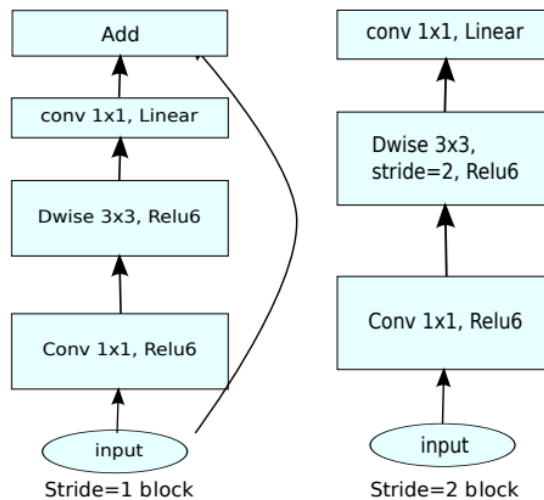 Add
conv 1x1, Linear
Dwise 3x3, Relu6
Conv 1x1, Relu6
input
Stride=1 block
conv 1x1, Linear
Dwise 3x3,
stride=2, Relu6
Conv 1x1, Relu6
input
Stride=2 block